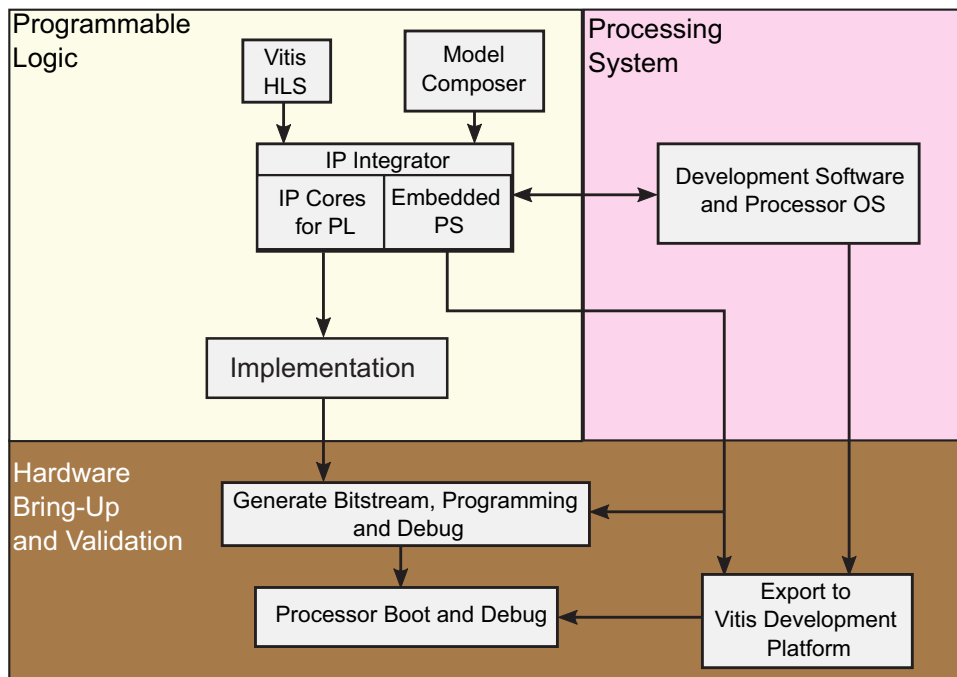 Programmable
Logic
Processing
System
Vitis
HLS
Model
Composer
IP Integrator
IP Cores
for PL
Embedded
PS
Development Software
and Processor OS
Implementation
Hardware
Bring-Up
and Validation
Generate Bitstream, Programming
and Debug
Processor Boot and Debug
Export to
Vitis Development
Platform